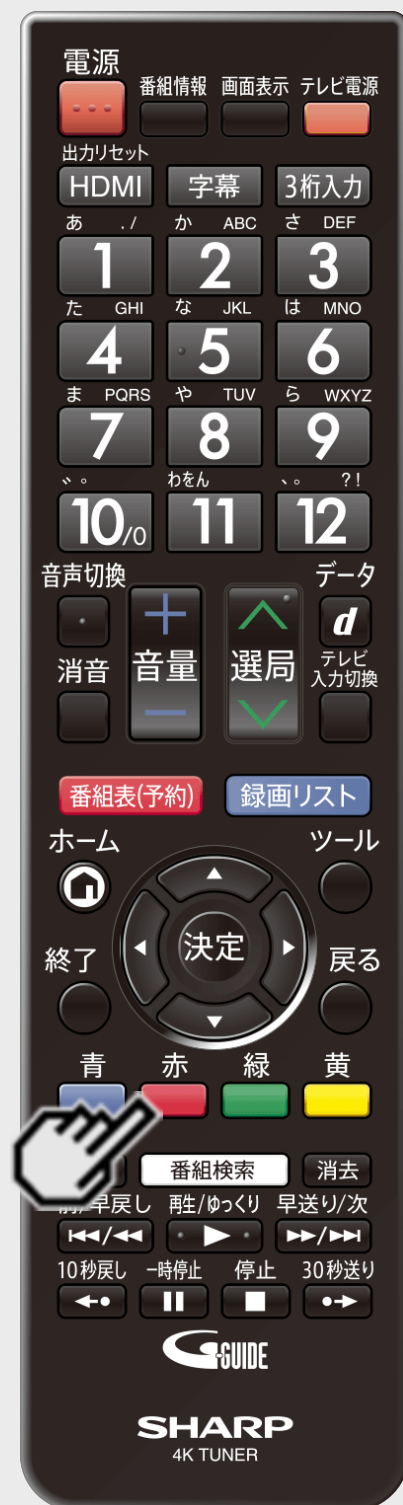 電源
番組情報 画面表示 テレビ電源
出力リセット
HDMI 字幕 3桁入力
あ ./ か ABC さ DEF
1 2 3
た GHI な JKL は MNO
4 5 6
ま PQRS や TUV ら WXYZ
7 8 9
゛゜ わをん 、。 ?!
10/0 11 12
音声切換 データ
＋ d
消音 音量 選局 テレビ
入力切換
－
番組表(予約) 録画リスト
ホーム ツール
決定
終了 戻る
青 赤 緑 黄
番組検索 消去
前/早戻し 再生/ゆっくり 早送り/次
10秒戻し 一時停止 停止 30秒送り
G-GUIDE
SHARP
4K TUNER